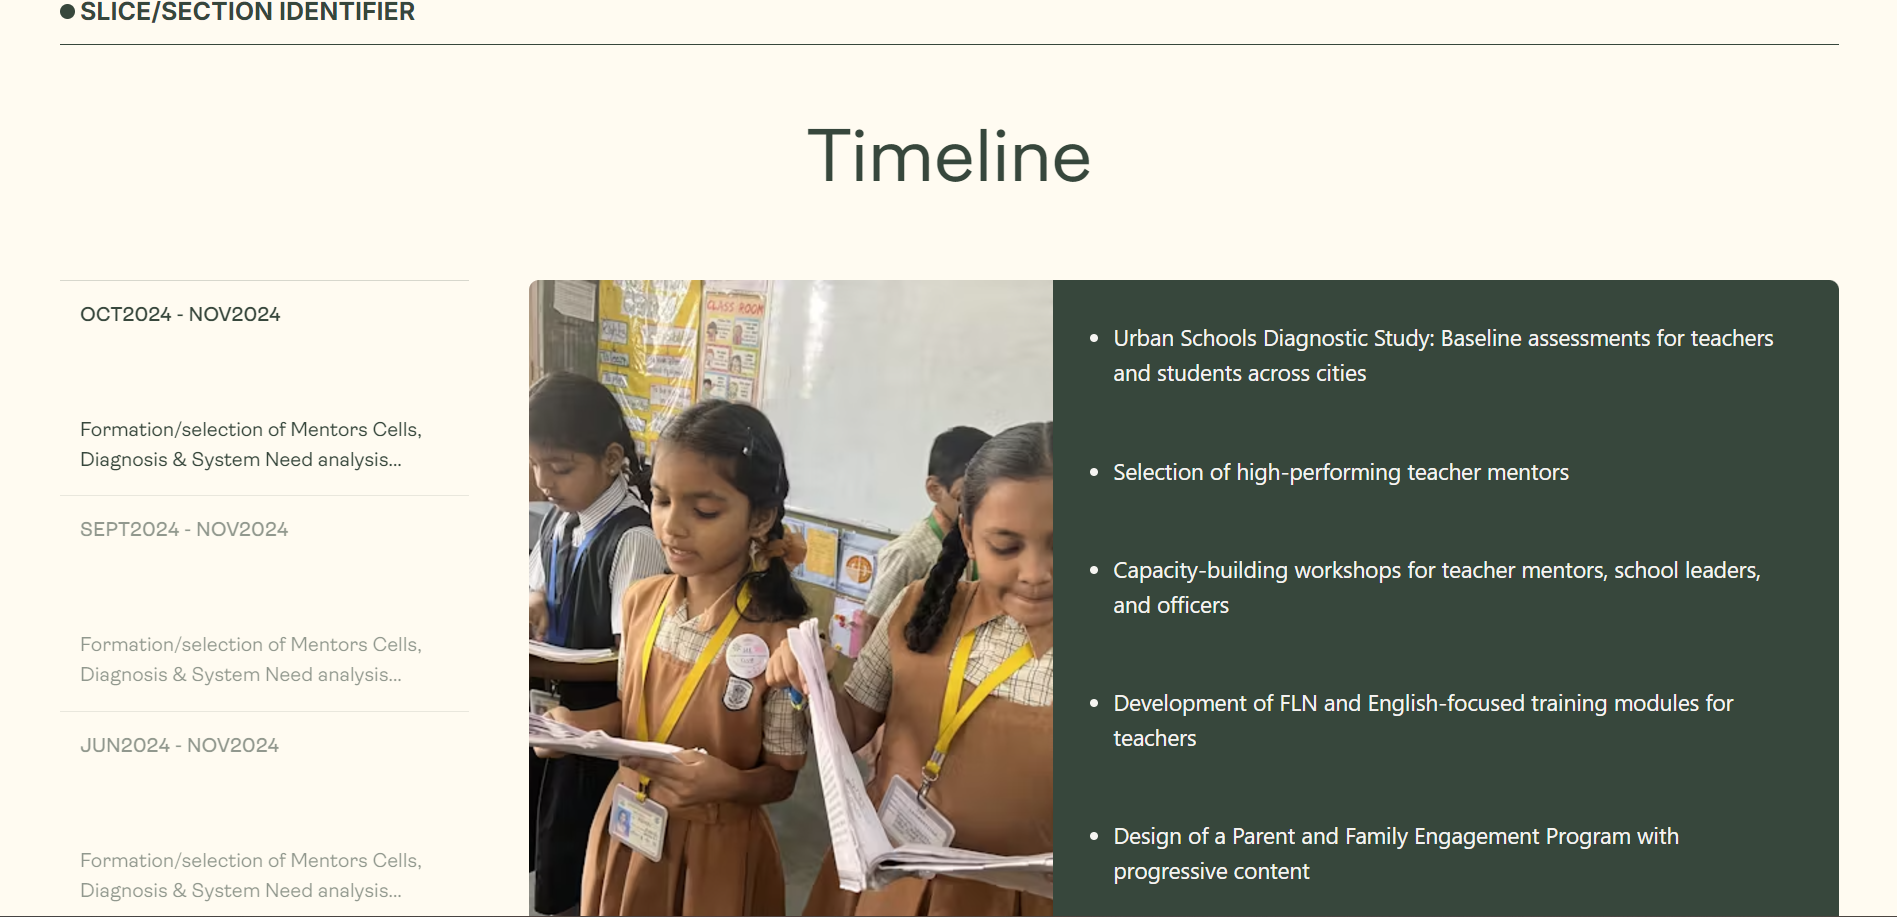 SLICE/SECTION IDENTIFIER
Timeline
OCT2024 - NOV2024
Formation/selection of Mentors Cells,
Diagnosis & System Need analysis...
SEPT2024 - NOV2024
Formation/selection of Mentors Cells,
Diagnosis & System Need analysis...
JUN2024 - NOV2024
Formation/selection of Mentors Cells,
Diagnosis & System Need analysis...
CLASS ROOM
Urban Schools Diagnostic Study: Baseline assessments for teachers
and students across cities
Selection of high-performing teacher mentors
Capacity-building workshops for teacher mentors, school leaders,
and officers
Development of FLN and English-focused training modules for
teachers
Design of a Parent and Family Engagement Program with
progressive content